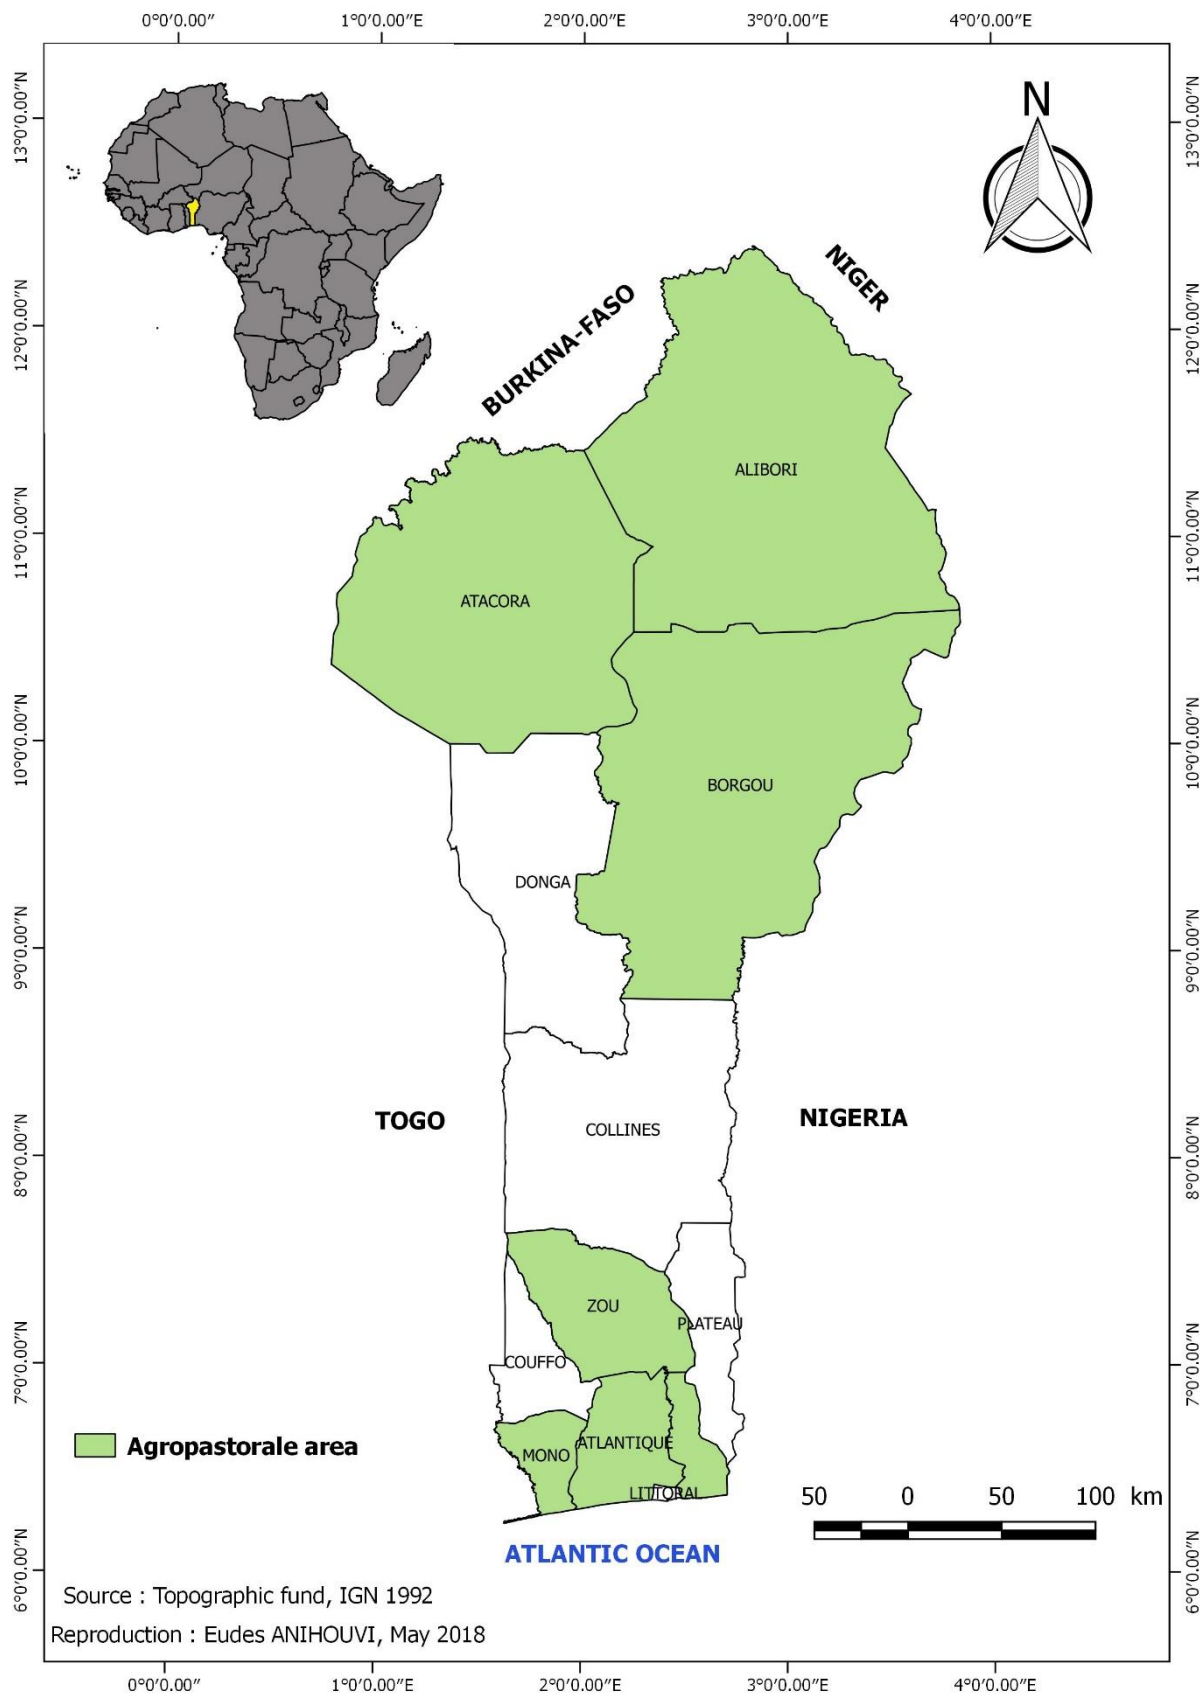 0°0'0.00" 1°0'0.00"E 2°0'0.00"E 3°0'0.00"E 4°0'0.00"E
N
13°0'0.00"N 13°0'0.00"N
NIGER
BURKINA-FASO
12°0'0.00"N 12°0'0.00"N
ALIBORI
11°0'0.00"N 11°0'0.00"N
ATACORA
10°0'0.00"N 10°0'0.00"N
BORGOU
DONGA
9°0'0.00"N 9°0'0.00"N
TOGO
NIGERIA
COLLINES
8°0'0.00"N 8°0'0.00"N
ZOU
PLATEAU
COUFFO
7°0'0.00"N 7°0'0.00"N
Agropastorale area
MONO
ATLANTIQUE
LITTORAL
50 0 50 100 km
ATLANTIC OCEAN
6°0'0.00"N 6°0'0.00"N
Source : Topographic fund, IGN 1992
Reproduction : Eudes ANIHOUVI, May 2018
0°0'0.00" 1°0'0.00"E 2°0'0.00"E 3°0'0.00"E 4°0'0.00"E